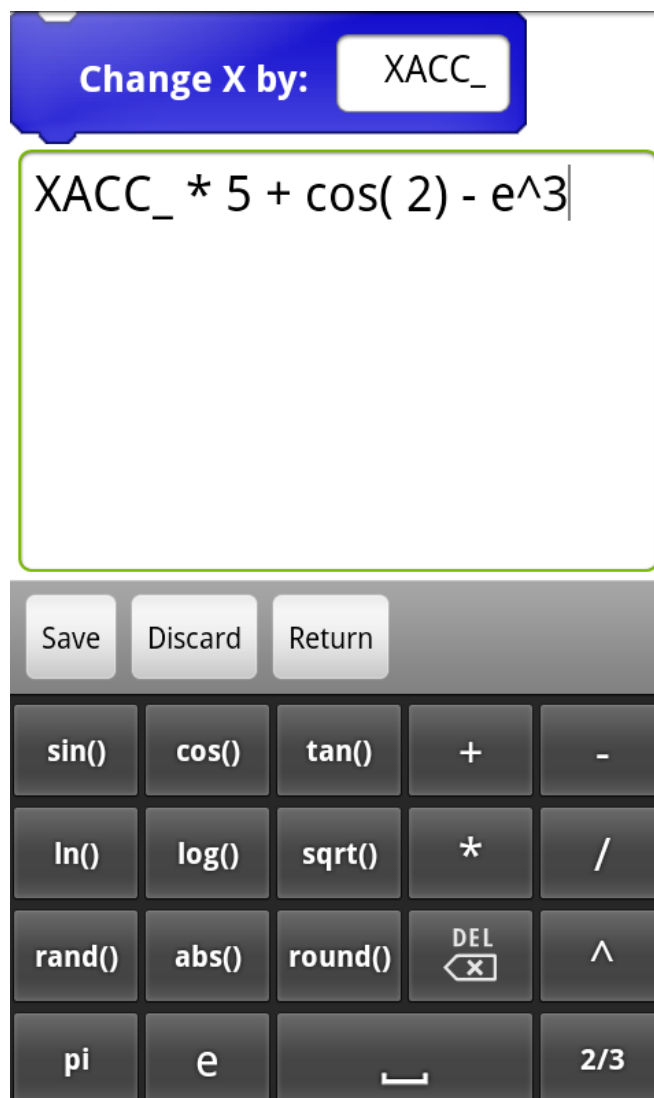 Change X by: XACC_
XACC_ * 5 + cos( 2) - e^3
Save Discard Return
sin() cos() tan() + -
ln() log() sqrt() * /
rand() abs() round() DEL ^
pi e 2/3